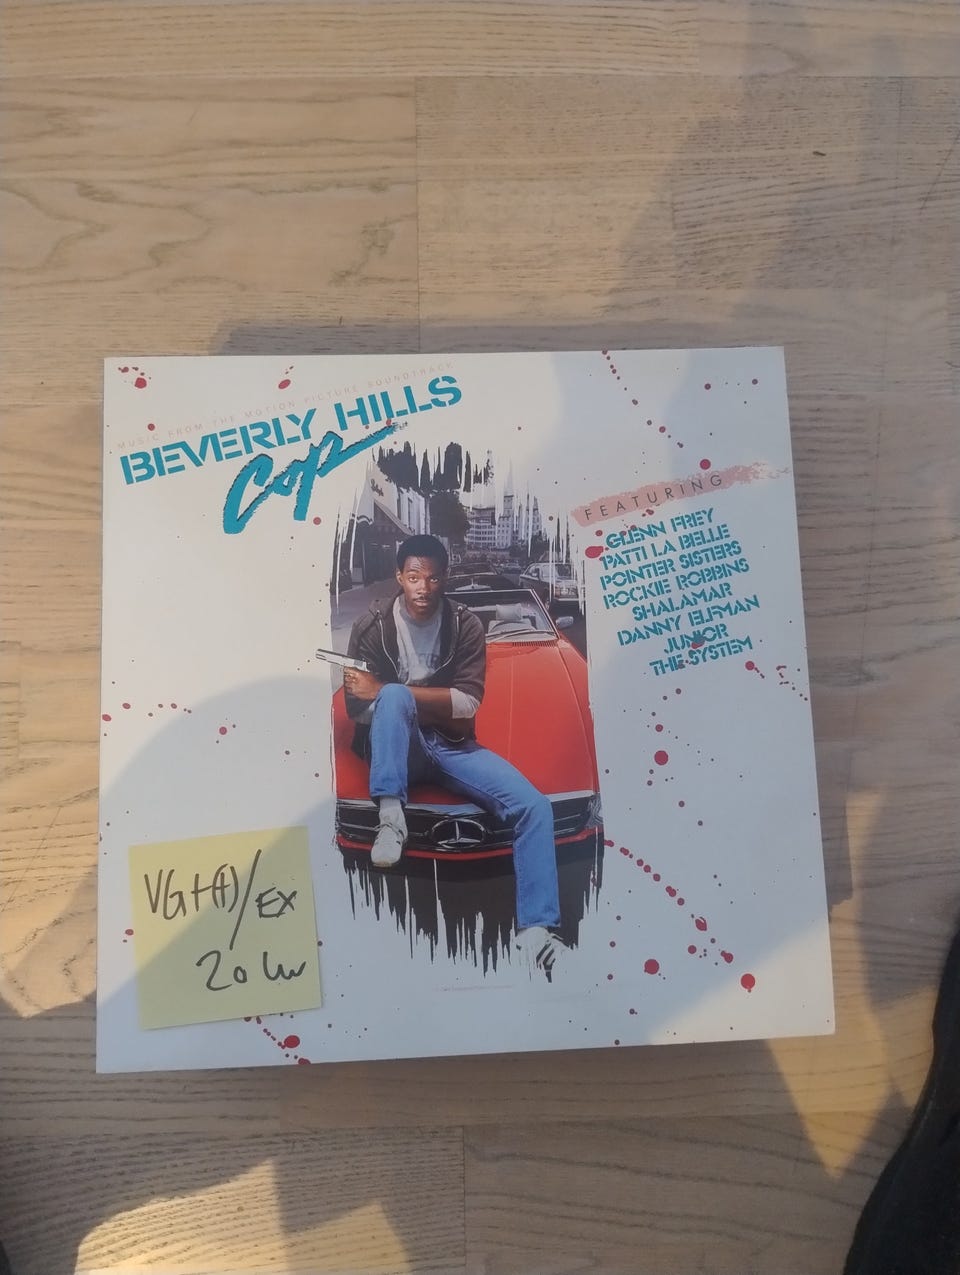 MUSIC FROM THE MOTION PICTURE SOUNDTRACK
BEVERLY HILLS
Cop
FEATURING
GLENN FREY
PATTI LA BELLE
POINTER SISTERS
ROCKIE ROBBINS
SHALAMAR
DANNY ELFMAN
JUNIOR
THE SYSTEM
VG+(+)/EX
20 kr